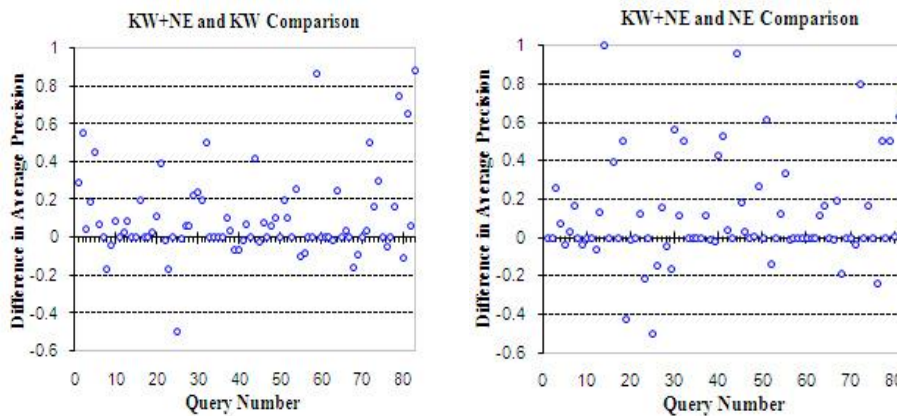 KW+NE and KW Comparison
Difference in Average Precision
1
0.8
0.6
0.4
0.2
0
-0.2
-0.4
-0.6
0 10 20 30 40 50 60 70 80
Query Number
KW+NE and NE Comparison
Difference in Average Precision
1
0.8
0.6
0.4
0.2
0
-0.2
-0.4
-0.6
0 10 20 30 40 50 60 70 80
Query Number